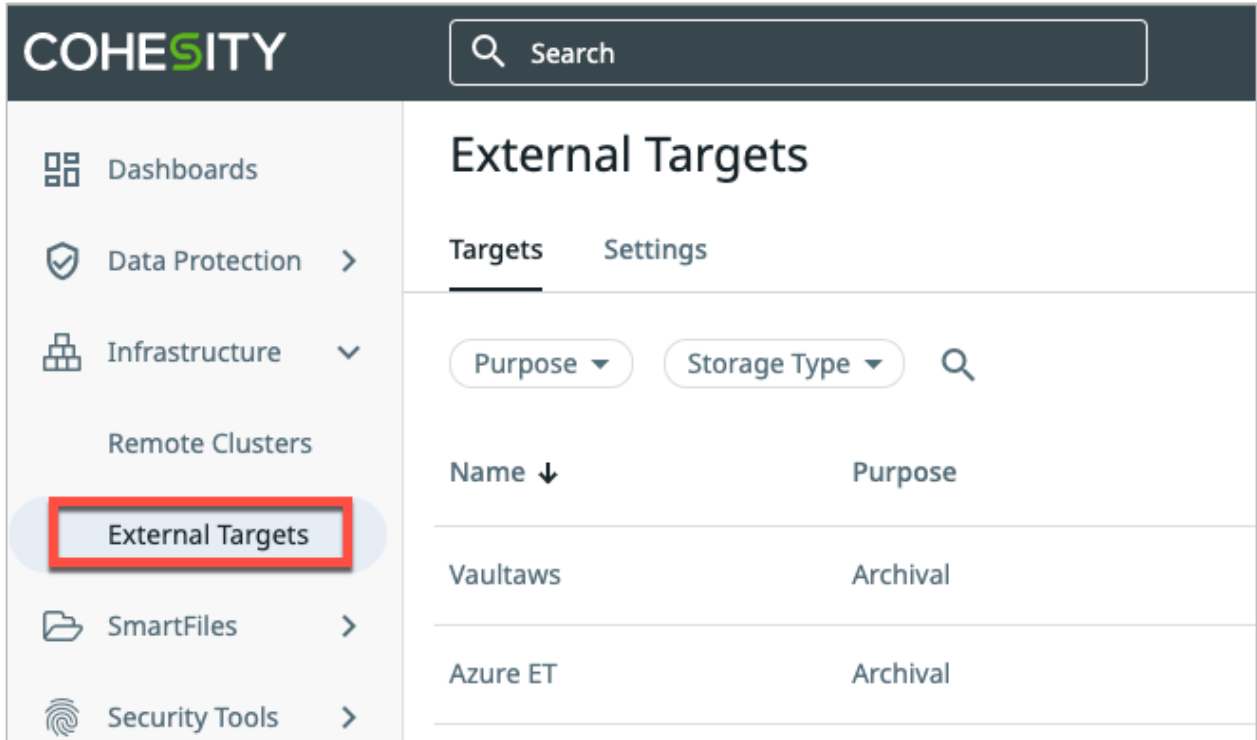 COHESITY
Search
Dashboards
Data Protection
Infrastructure
Remote Clusters
External Targets
SmartFiles
Security Tools
External Targets
Targets Settings
Purpose Storage Type
Name Purpose
Vaultaws Archival
Azure ET Archival